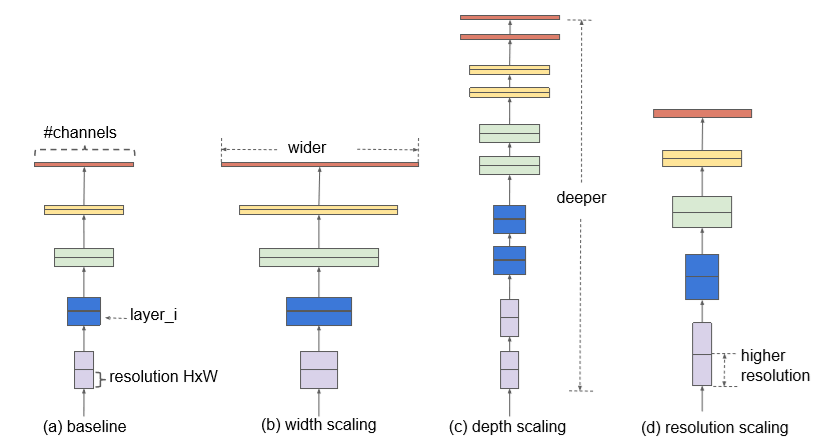 #channels
wider
deeper
layer_i
resolution HxW
higher
resolution
(a) baseline
(b) width scaling
(c) depth scaling
(d) resolution scaling